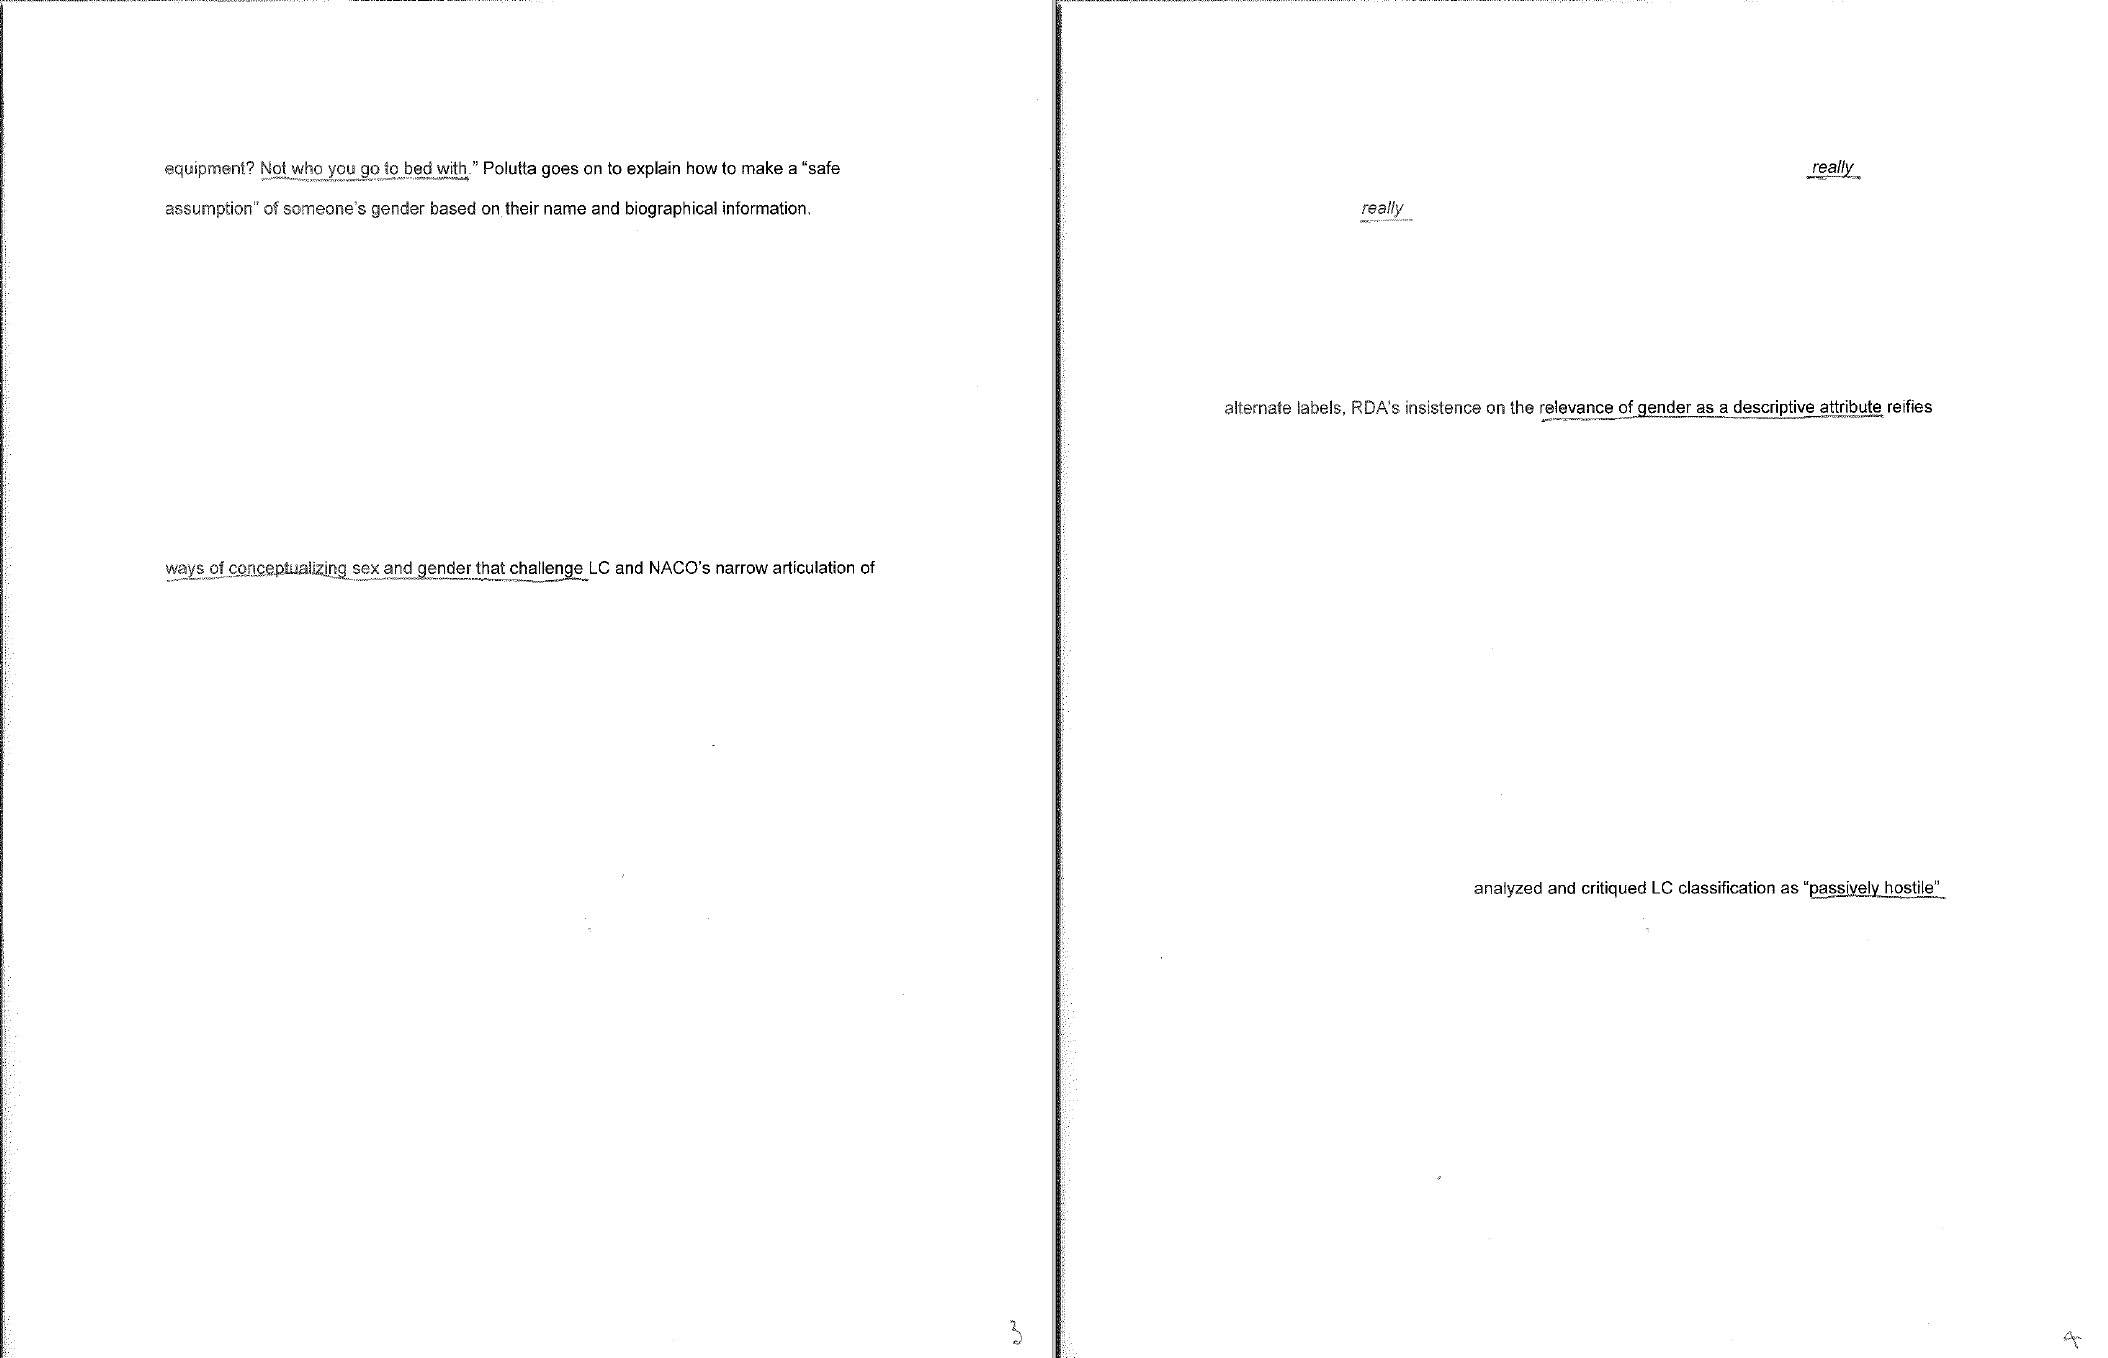 equipment? Not who you go to bed with." Polutta goes on to explain how to make a “safe
assumption” of someone's gender based on their name and biographical information.
ways of conceptualizing sex and gender that challenge LC and NACO's narrow articulation of
3
really
really
alternate labels, RDA's insistence on the relevance of gender as a descriptive attribute reifies
analyzed and critiqued LC classification as “passively hostile”
4